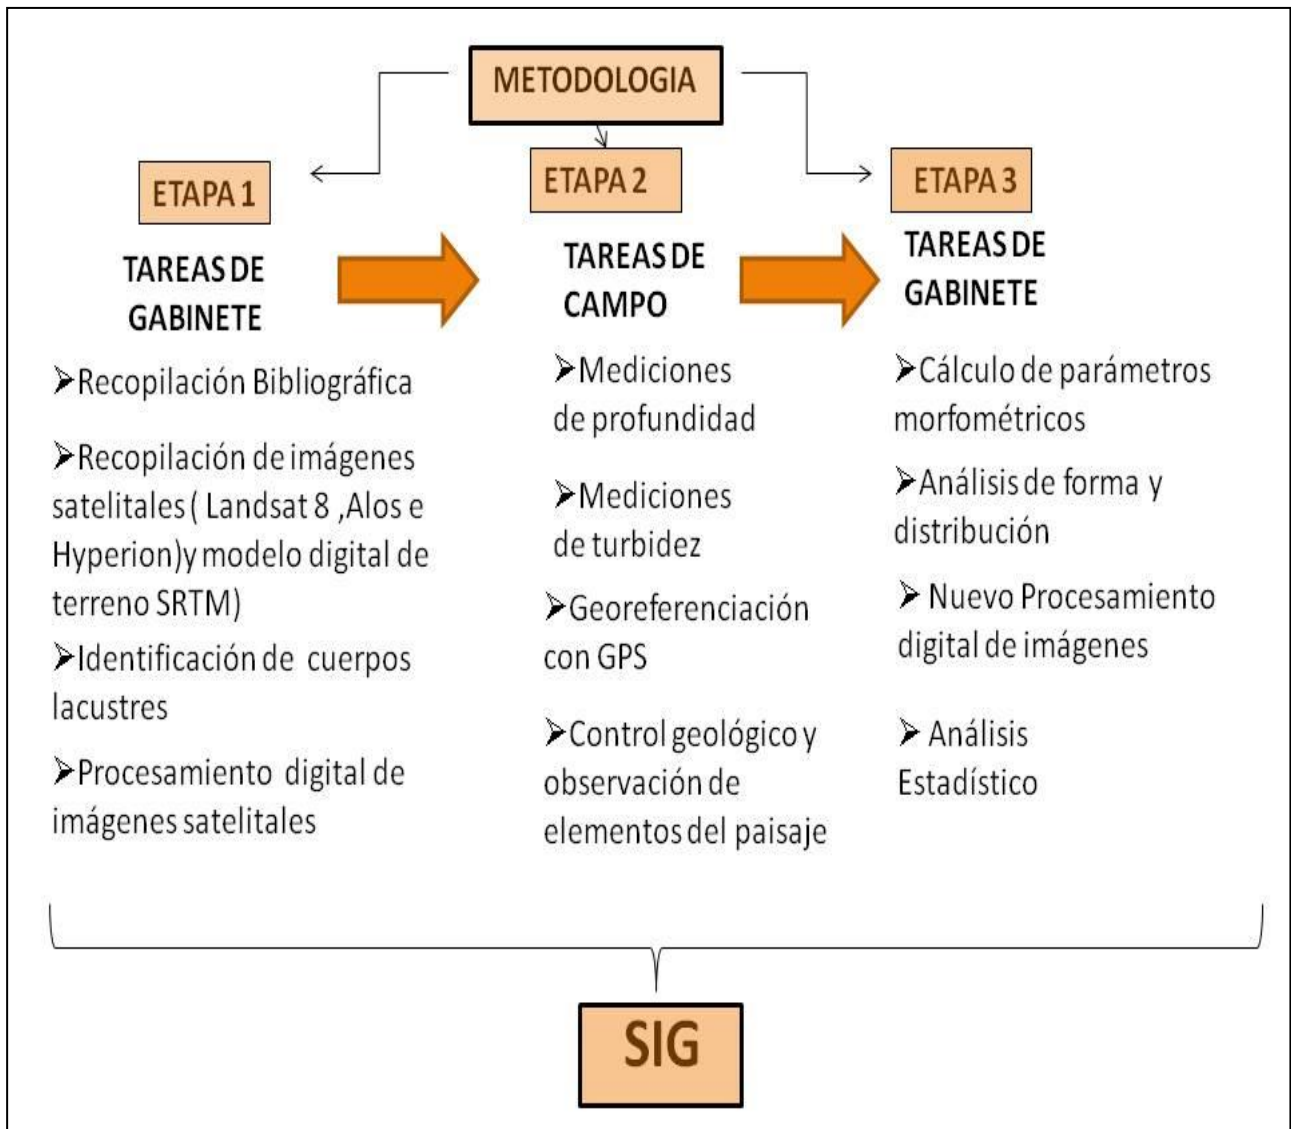 METODOLOGIA
ETAPA 1
TAREAS DE
GABINETE
➢Recopilación Bibliográfica
➢Recopilación de imágenes
satelitales ( Landsat 8 ,Alos e
Hyperion)y modelo digital de
terreno SRTM)
➢Identificación de cuerpos
lacustres
➢Procesamiento digital de
imágenes satelitales
ETAPA 2
TAREAS DE
CAMPO
➢Mediciones
de profundidad
➢Mediciones
de turbidez
➢Georeferenciación
con GPS
➢Control geológico y
observación de
elementos del paisaje
ETAPA 3
TAREAS DE
GABINETE
➢Cálculo de parámetros
morfométricos
➢Análisis de forma y
distribución
➢ Nuevo Procesamiento
digital de imágenes
➢ Análisis
Estadístico
SIG